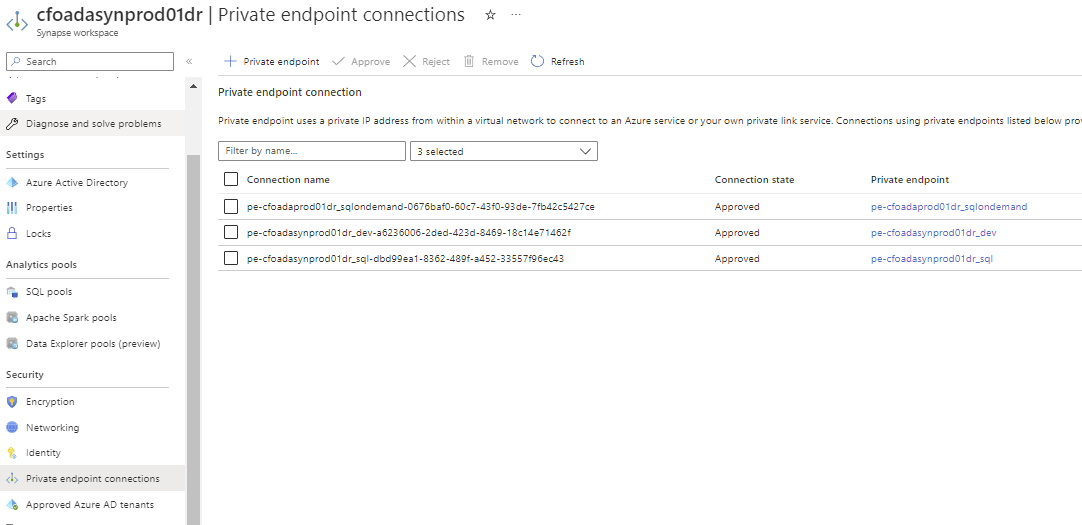 cfoadasynprod01dr | Private endpoint connections
Synapse workspace
Search
Private endpoint
Approve
Reject
Remove
Refresh
Tags
Diagnose and solve problems
Settings
Azure Active Directory
Properties
Locks
Analytics pools
SQL pools
Apache Spark pools
Data Explorer pools (preview)
Security
Encryption
Networking
Identity
Private endpoint connections
Approved Azure AD tenants
Private endpoint connection
Private endpoint uses a private IP address from within a virtual network to connect to an Azure service or your own private link service. Connections using private endpoints listed below pro
Filter by name...
3 selected
Connection name Connection state Private endpoint
pe-cfoadaprod01dr_sqlondemand-0676baf0-60c7-43f0-93de-7fb42c5427ce Approved pe-cfoadaprod01dr_sqlondemand
pe-cfoadasynprod01dr_dev-a6236006-2ded-423d-8469-18c14e71462f Approved pe-cfoadasynprod01dr_dev
pe-cfoadasynprod01dr_sql-dbd99ea1-8362-489f-a452-33557f96ec43 Approved pe-cfoadasynprod01dr_sql